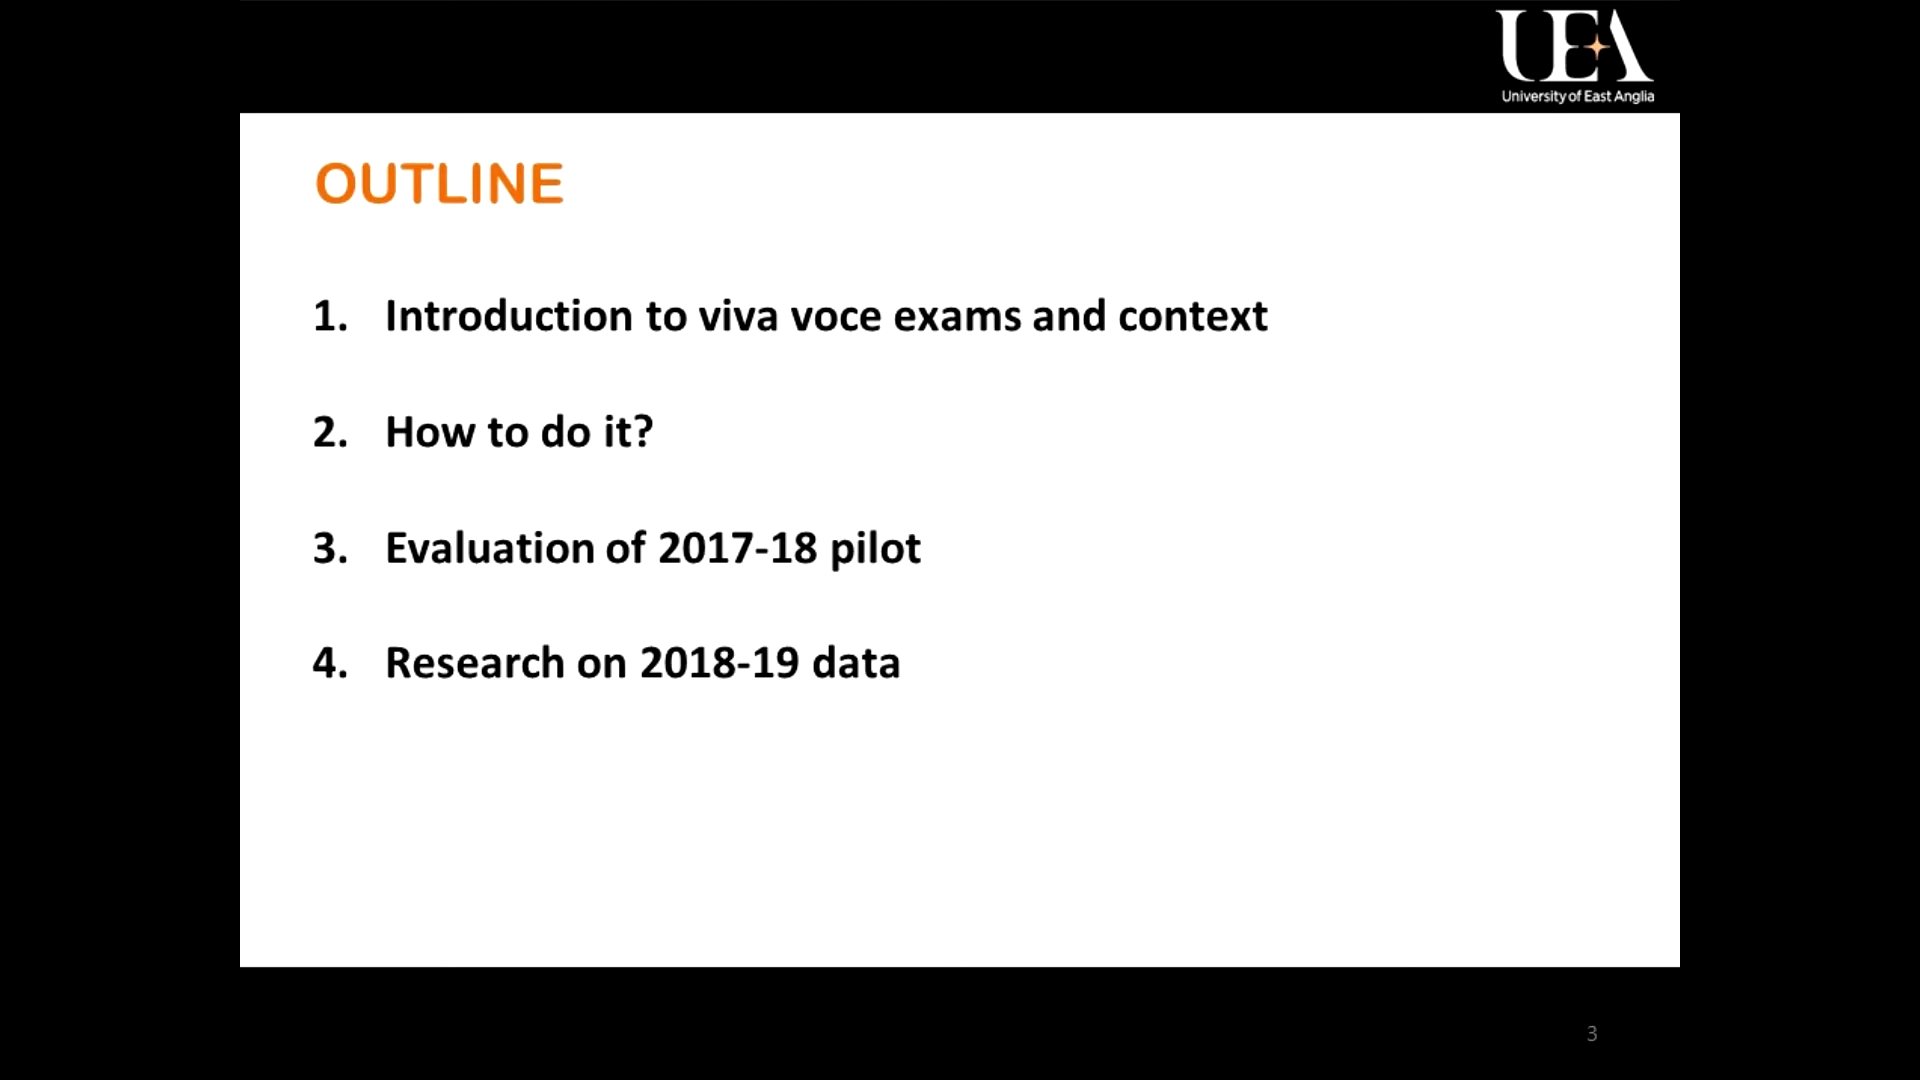 UEA
University of East Anglia
OUTLINE
1. Introduction to viva voce exams and context
2. How to do it?
3. Evaluation of 2017-18 pilot
4. Research on 2018-19 data
3